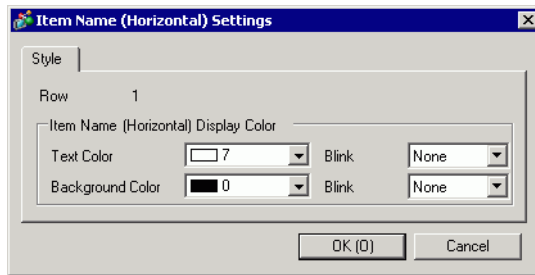 Item Name (Horizontal) Settings
Style
Row 1
Item Name (Horizontal) Display Color
Text Color 7 Blink None
Background Color 0 Blink None
OK (O) Cancel